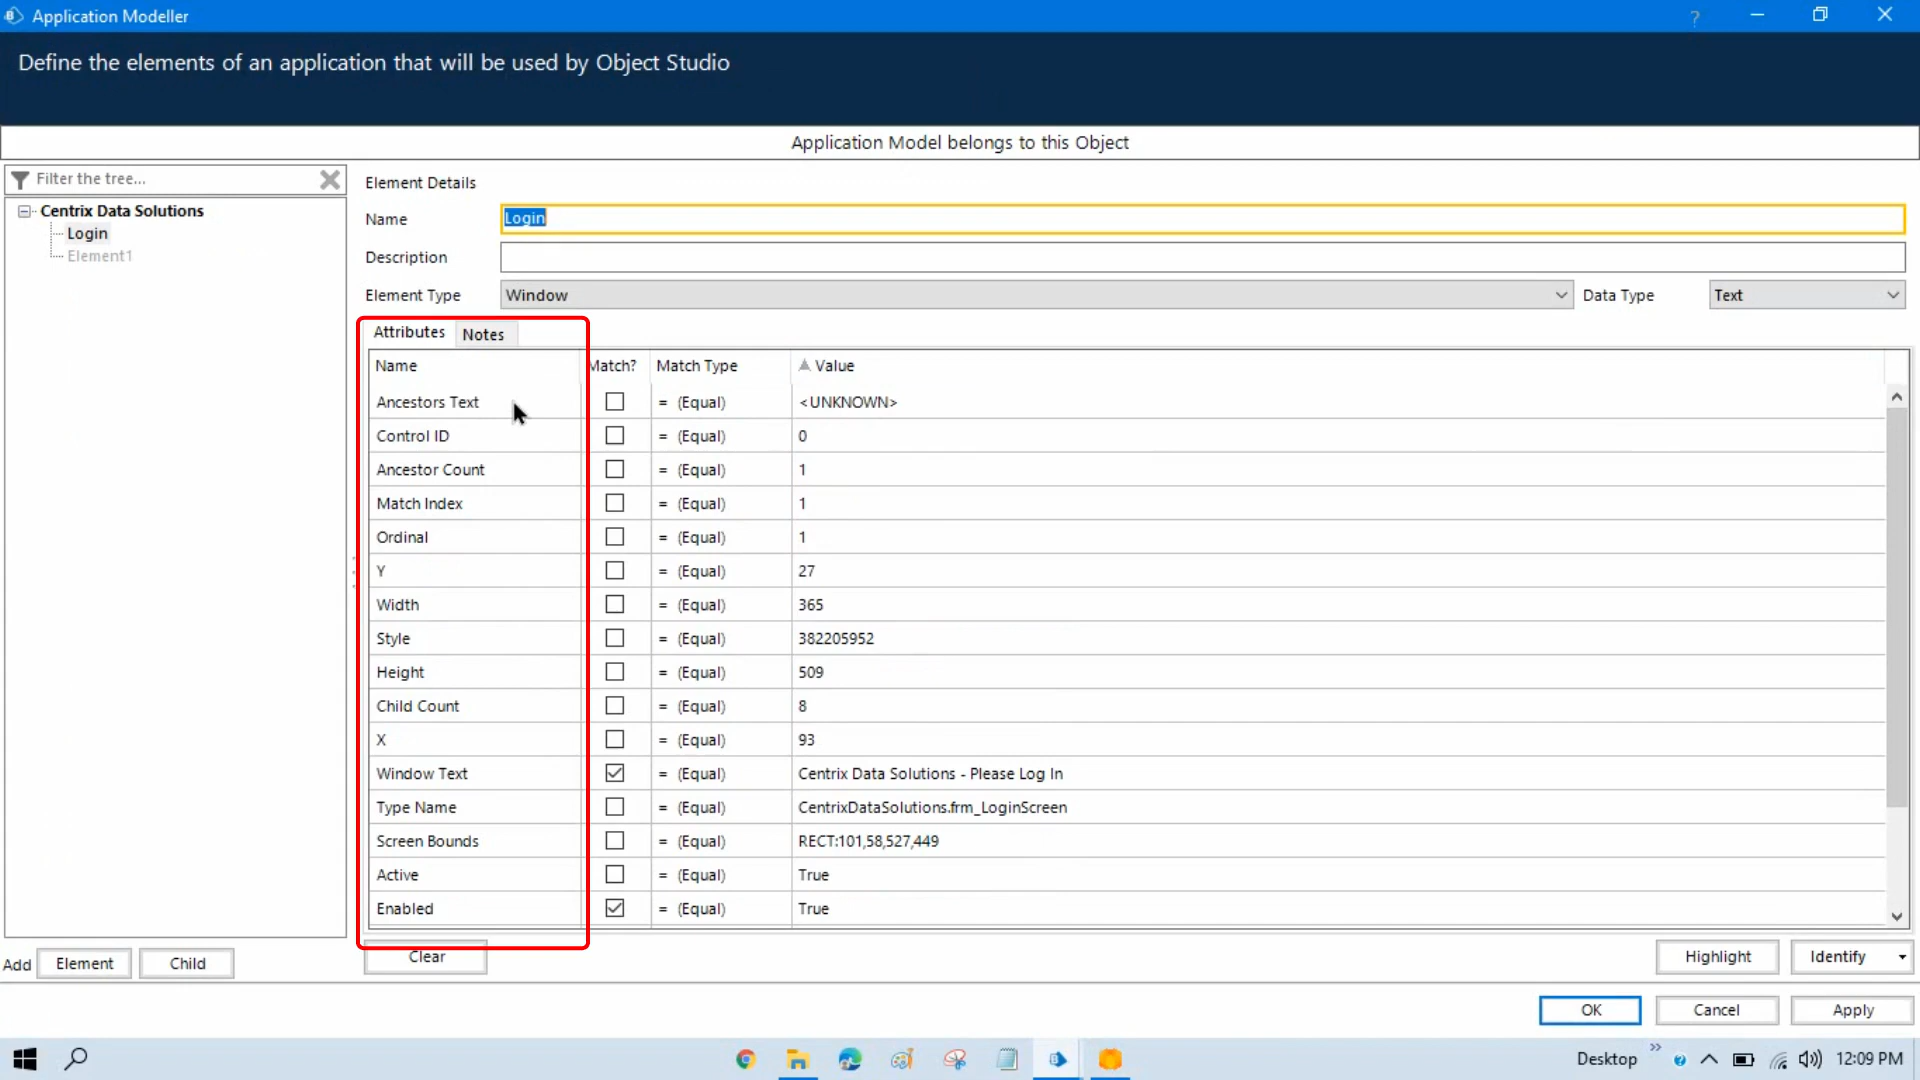 Application Modeller
?
Define the elements of an application that will be used by Object Studio
Application Model belongs to this Object
Filter the tree...
Centrix Data Solutions
Login
Element1
Element Details
Name Login
Description
Element Type Window Data Type Text
Attributes Notes
Name Match? Match Type Value
Ancestors Text = (Equal) <UNKNOWN>
Control ID = (Equal) 0
Ancestor Count = (Equal) 1
Match Index = (Equal) 1
Ordinal = (Equal) 1
Y = (Equal) 27
Width = (Equal) 365
Style = (Equal) 382205952
Height = (Equal) 509
Child Count = (Equal) 8
X = (Equal) 93
Window Text = (Equal) Centrix Data Solutions - Please Log In
Type Name = (Equal) CentrixDataSolutions.frm_LoginScreen
Screen Bounds = (Equal) RECT:101,58,527,449
Active = (Equal) True
Enabled = (Equal) True
Add Element Child
Clear Highlight Identify
OK Cancel Apply
Desktop » 12:09 PM